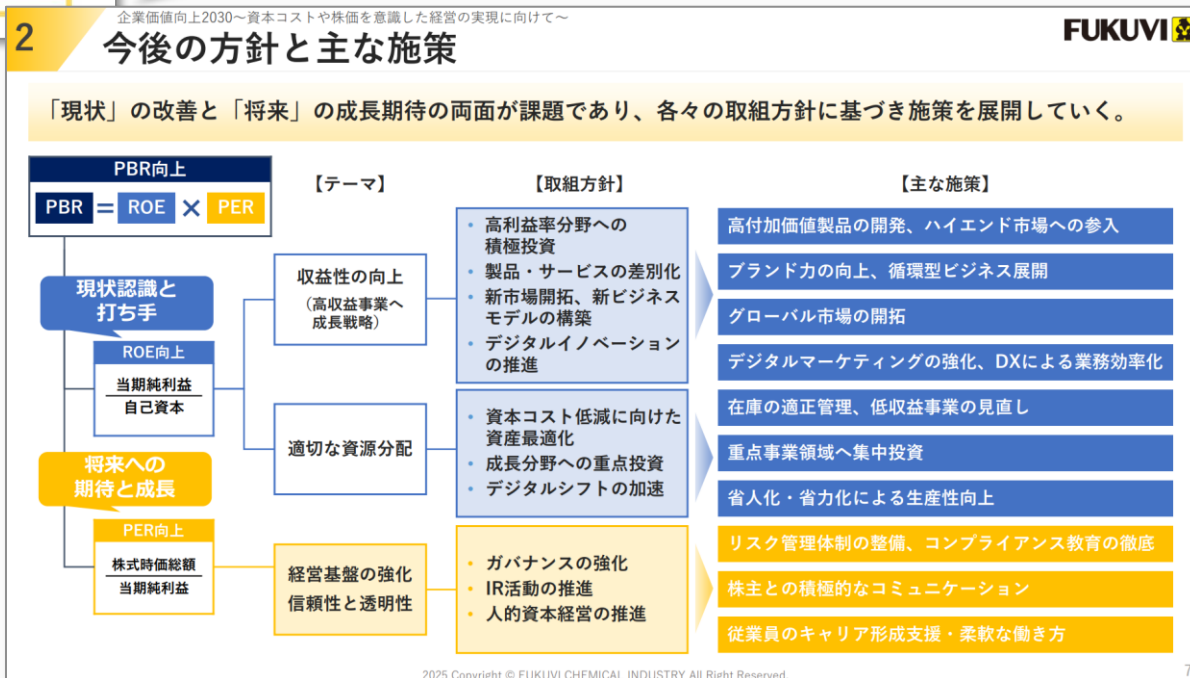 企業価値向上2030～資本コストや株価を意識した経営の実現に向けて～
2
今後の方針と主な施策
FUKUVI
「現状」の改善と「将来」の成長期待の両面が課題であり、各々の取組方針に基づき施策を展開していく。
PBR向上
PBR = ROE × PER
【テーマ】
【取組方針】
【主な施策】
現状認識と
打ち手
ROE向上
当期純利益
自己資本
収益性の向上
(高収益事業へ
成長戦略)
• 高利益率分野への
積極投資
• 製品・サービスの差別化
• 新市場開拓、新ビジネス
モデルの構築
• デジタルイノベーション
の推進
高付加価値製品の開発、ハイエンド市場への参入
ブランド力の向上、循環型ビジネス展開
グローバル市場の開拓
デジタルマーケティングの強化、DXによる業務効率化
適切な資源分配
• 資本コスト低減に向けた
資産最適化
• 成長分野への重点投資
• デジタルシフトの加速
在庫の適正管理、低収益事業の見直し
重点事業領域へ集中投資
省人化・省力化による生産性向上
将来への
期待と成長
PER向上
株式時価総額
当期純利益
経営基盤の強化
信頼性と透明性
• ガバナンスの強化
• IR活動の推進
• 人的資本経営の推進
リスク管理体制の整備、コンプライアンス教育の徹底
株主との積極的なコミュニケーション
従業員のキャリア形成支援・柔軟な働き方
2025 Copyright © FUKUVI CHEMICAL INDUSTRY All Right Reserved.
7